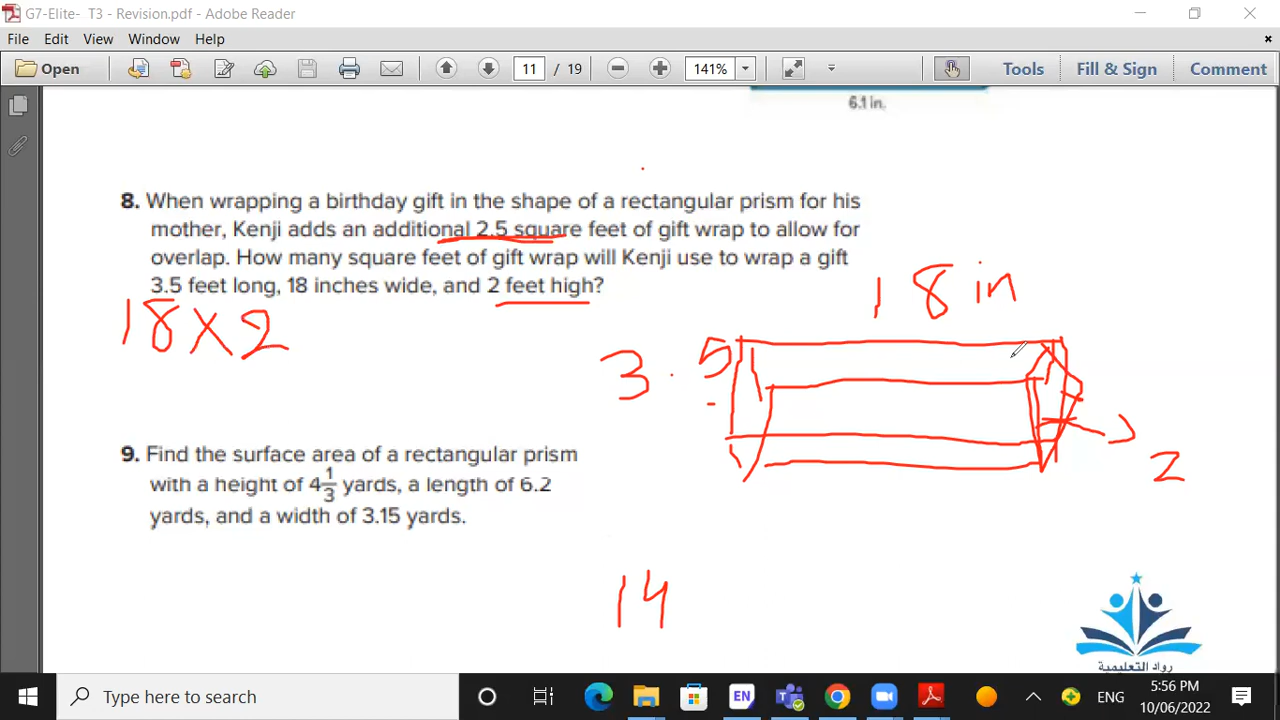 G7-Elite- T3 - Revision.pdf - Adobe Reader
File Edit View Window Help
Open 11 / 19 141% Tools Fill & Sign Comment
6.1 in.
8. When wrapping a birthday gift in the shape of a rectangular prism for his
mother, Kenji adds an additional 2.5 square feet of gift wrap to allow for
overlap. How many square feet of gift wrap will Kenji use to wrap a gift
3.5 feet long, 18 inches wide, and 2 feet high?
18 in
18 X 2
3.5
2
9. Find the surface area of a rectangular prism
with a height of 4 1/3 yards, a length of 6.2
yards, and a width of 3.15 yards.
14
رواد التعليمية
Type here to search
EN
ENG
5:56 PM
10/06/2022